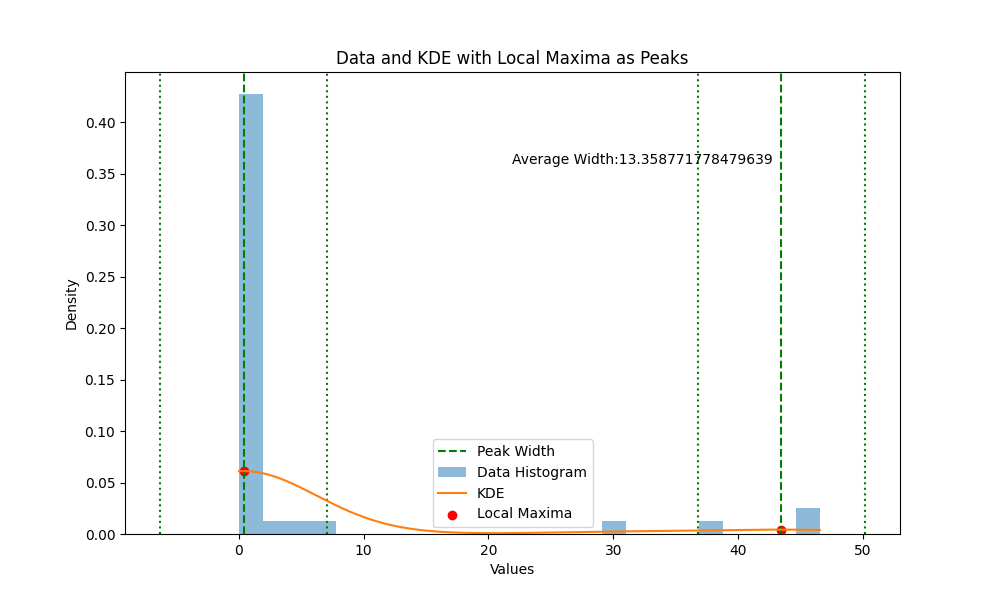 Data and KDE with Local Maxima as Peaks
Average Width:13.358771778479639
Density
0.40
0.35
0.30
0.25
0.20
0.15
0.10
0.05
0.00
Peak Width
Data Histogram
KDE
Local Maxima
0 10 20 30 40 50
Values